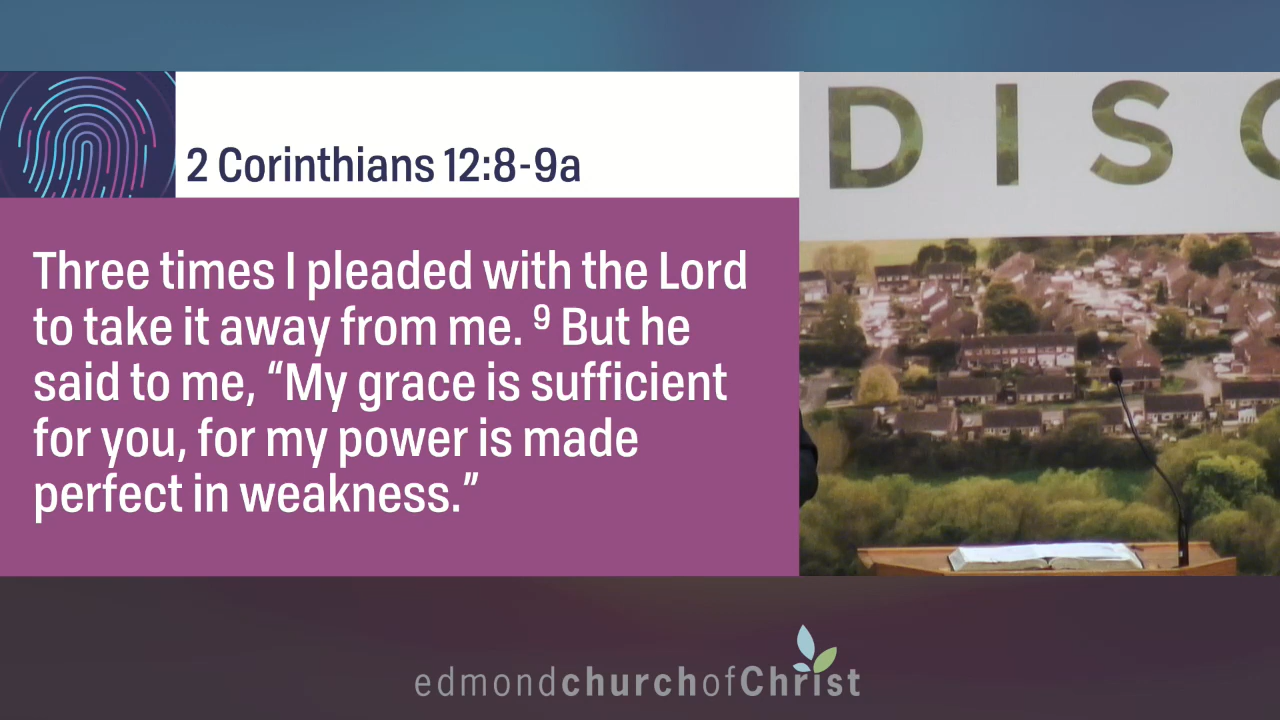 2 Corinthians 12:8-9a
Three times I pleaded with the Lord
to take it away from me. ⁹ But he
said to me, “My grace is sufficient
for you, for my power is made
perfect in weakness.”
DISC
edmondchurchofChrist